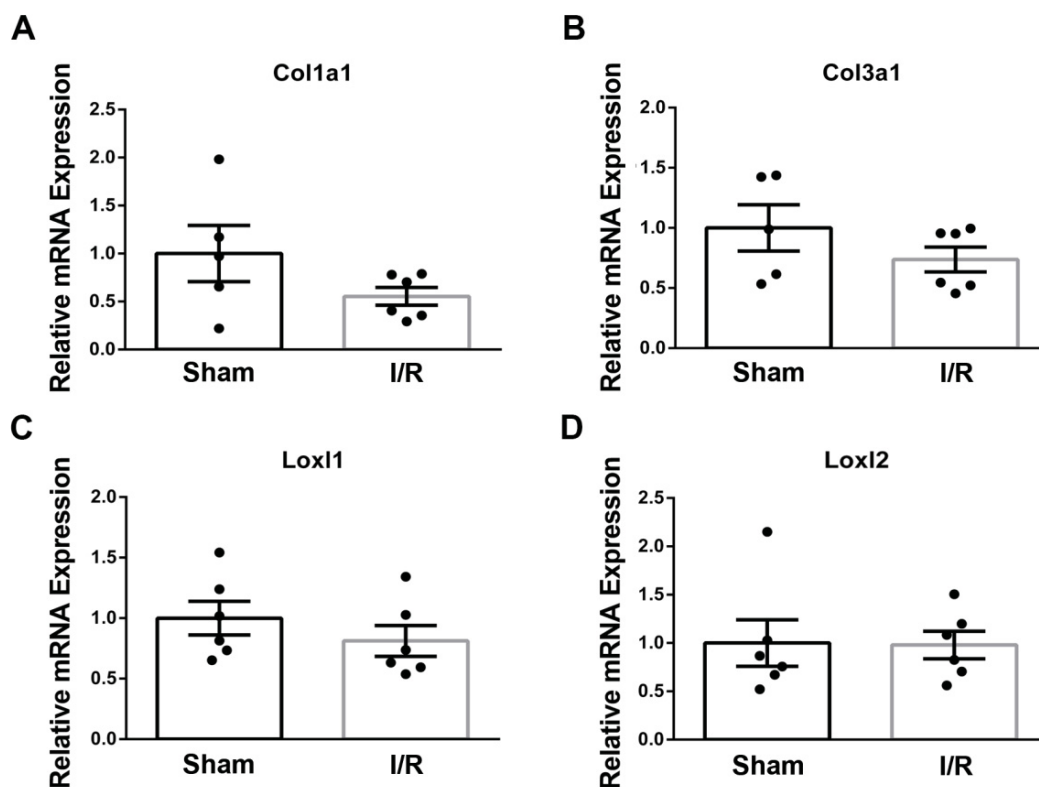 A
Col1a1
Relative mRNA Expression
2.5
2.0
1.5
1.0
0.5
0.0
Sham I/R
B
Col3a1
Relative mRNA Expression
2.0
1.5
1.0
0.5
0.0
Sham I/R
C
Loxl1
Relative mRNA Expression
2.0
1.5
1.0
0.5
0.0
Sham I/R
D
Loxl2
Relative mRNA Expression
2.5
2.0
1.5
1.0
0.5
0.0
Sham I/R